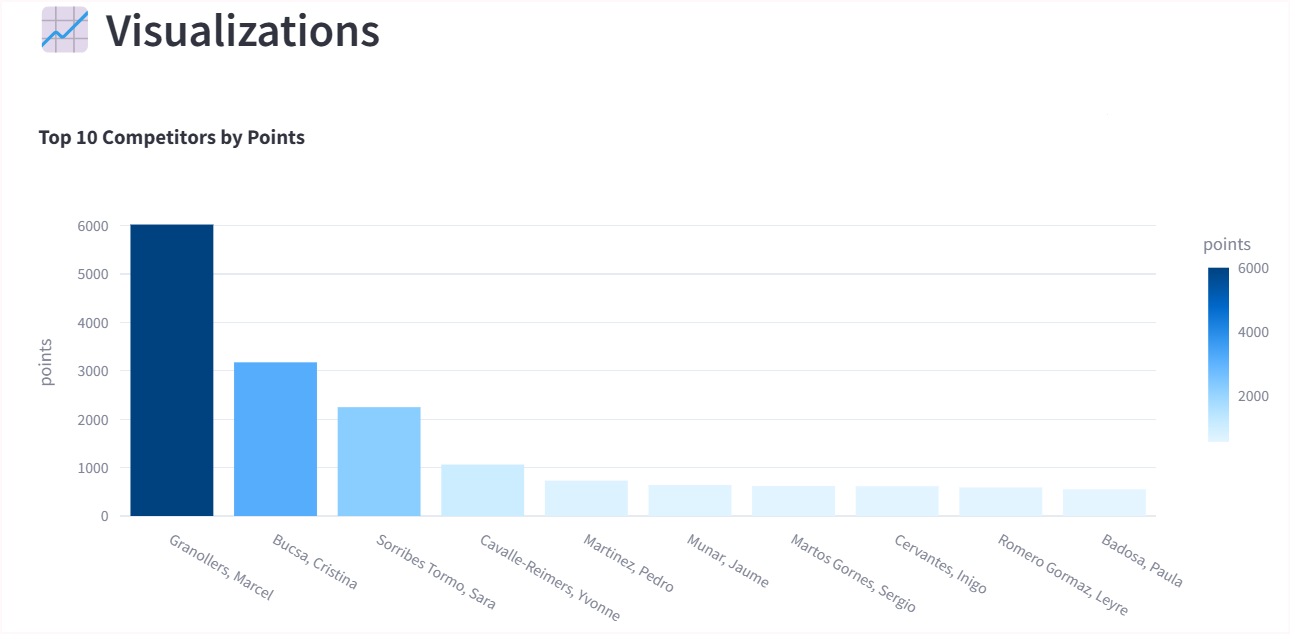 Visualizations
Top 10 Competitors by Points
points
6000
5000
4000
3000
2000
1000
0
Granollers, Marcel
Bucsa, Cristina
Sorribes Tormo, Sara
Cavalle-Reimers, Yvonne
Martinez, Pedro
Munar, Jaume
Martos Gornes, Sergio
Cervantes, Inigo
Romero Gormaz, Leyre
Badosa, Paula
points
6000
4000
2000